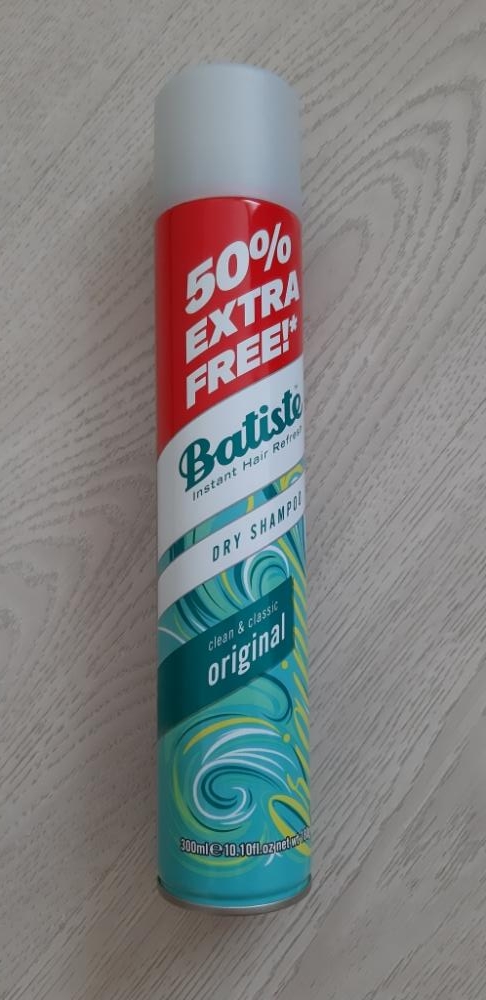 50%
EXTRA
FREE!*
Batiste
Instant Hair Refresh
DRY SHAMPOO
clean & classic
original
300ml ℮ 10.10fl.oz net wt